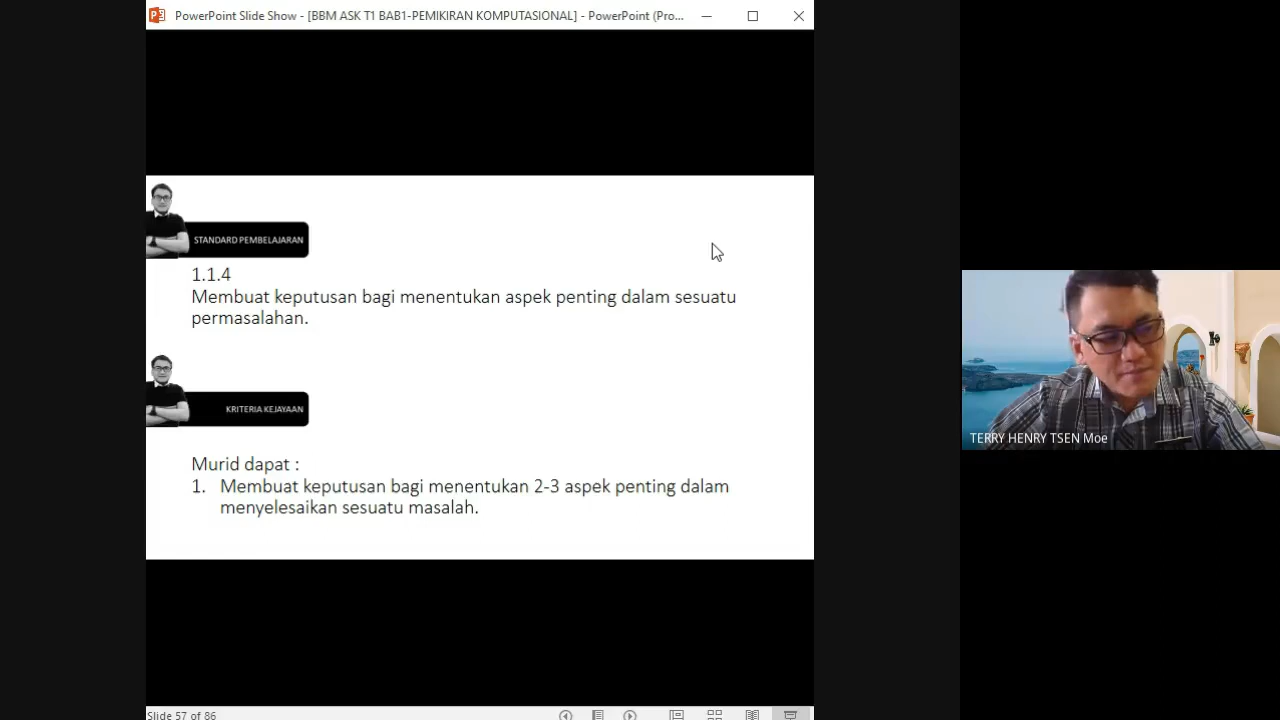 PowerPoint Slide Show - [BBM ASK T1 BAB1-PEMIKIRAN KOMPUTASIONAL] - PowerPoint (Pro...
STANDARD PEMBELAJARAN
1.1.4
Membuat keputusan bagi menentukan aspek penting dalam sesuatu
permasalahan.
KRITERIA KEJAYAAN
Murid dapat :
1. Membuat keputusan bagi menentukan 2-3 aspek penting dalam
menyelesaikan sesuatu masalah.
TERRY HENRY TSEN Moe
Slide 57 of 86